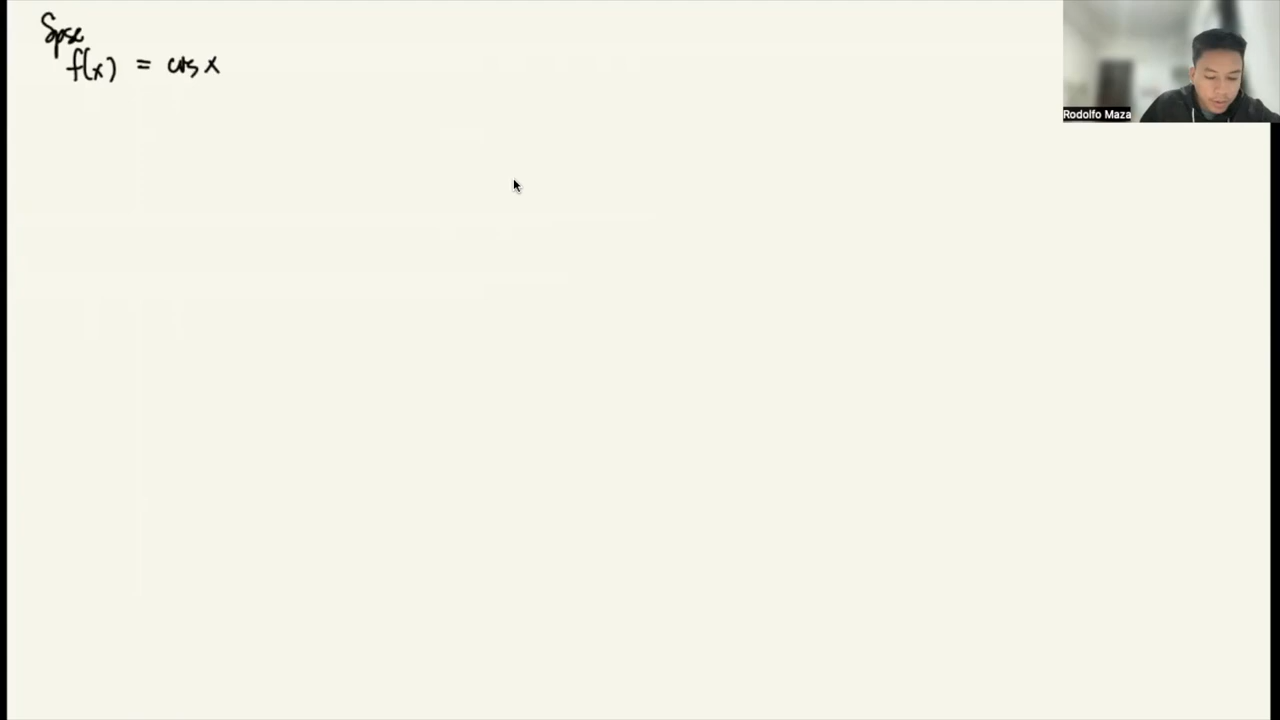 Spse
f(x) = cos x
Rodolfo Maza